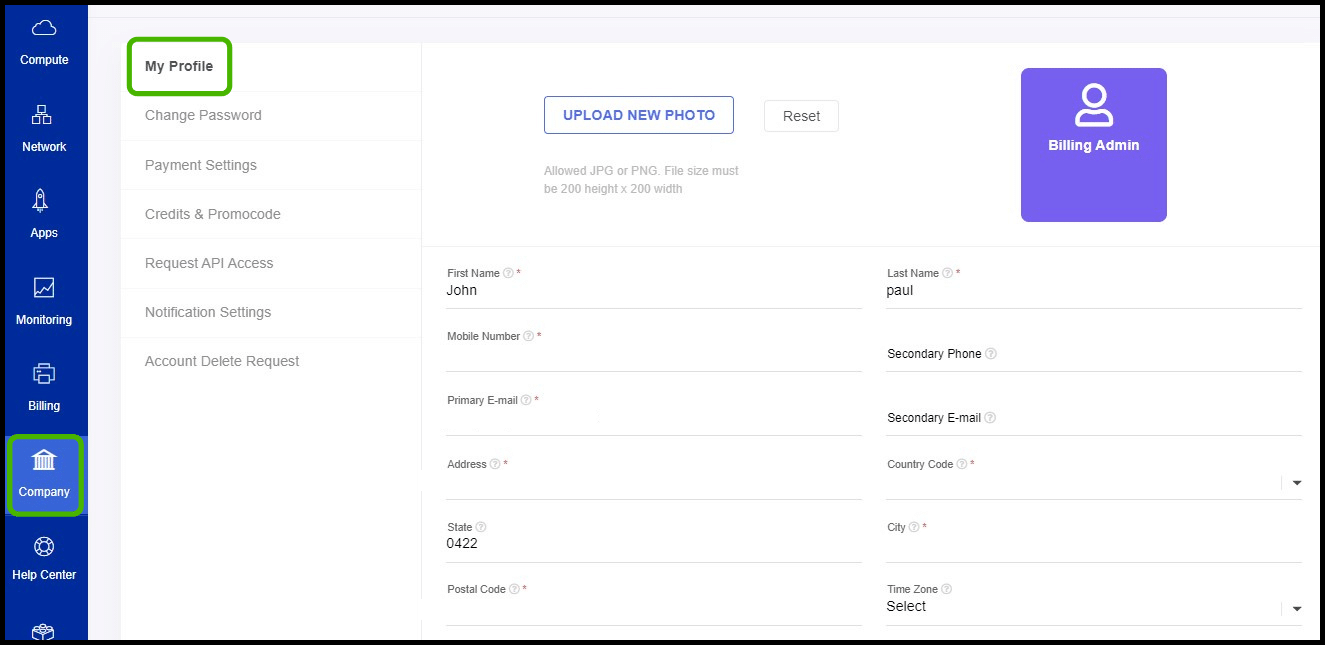 Compute
Network
Apps
Monitoring
Billing
Company
Help Center
My Profile
Change Password
Payment Settings
Credits & Promocode
Request API Access
Notification Settings
Account Delete Request
UPLOAD NEW PHOTO
Reset
Allowed JPG or PNG. File size must
be 200 height x 200 width
Billing Admin
First Name ? *
John
Last Name ? *
paul
Mobile Number ? *
Secondary Phone ?
Primary E-mail ? *
Secondary E-mail ?
Address ? *
Country Code ? *
State ?
0422
City ? *
Postal Code ? *
Time Zone ?
Select